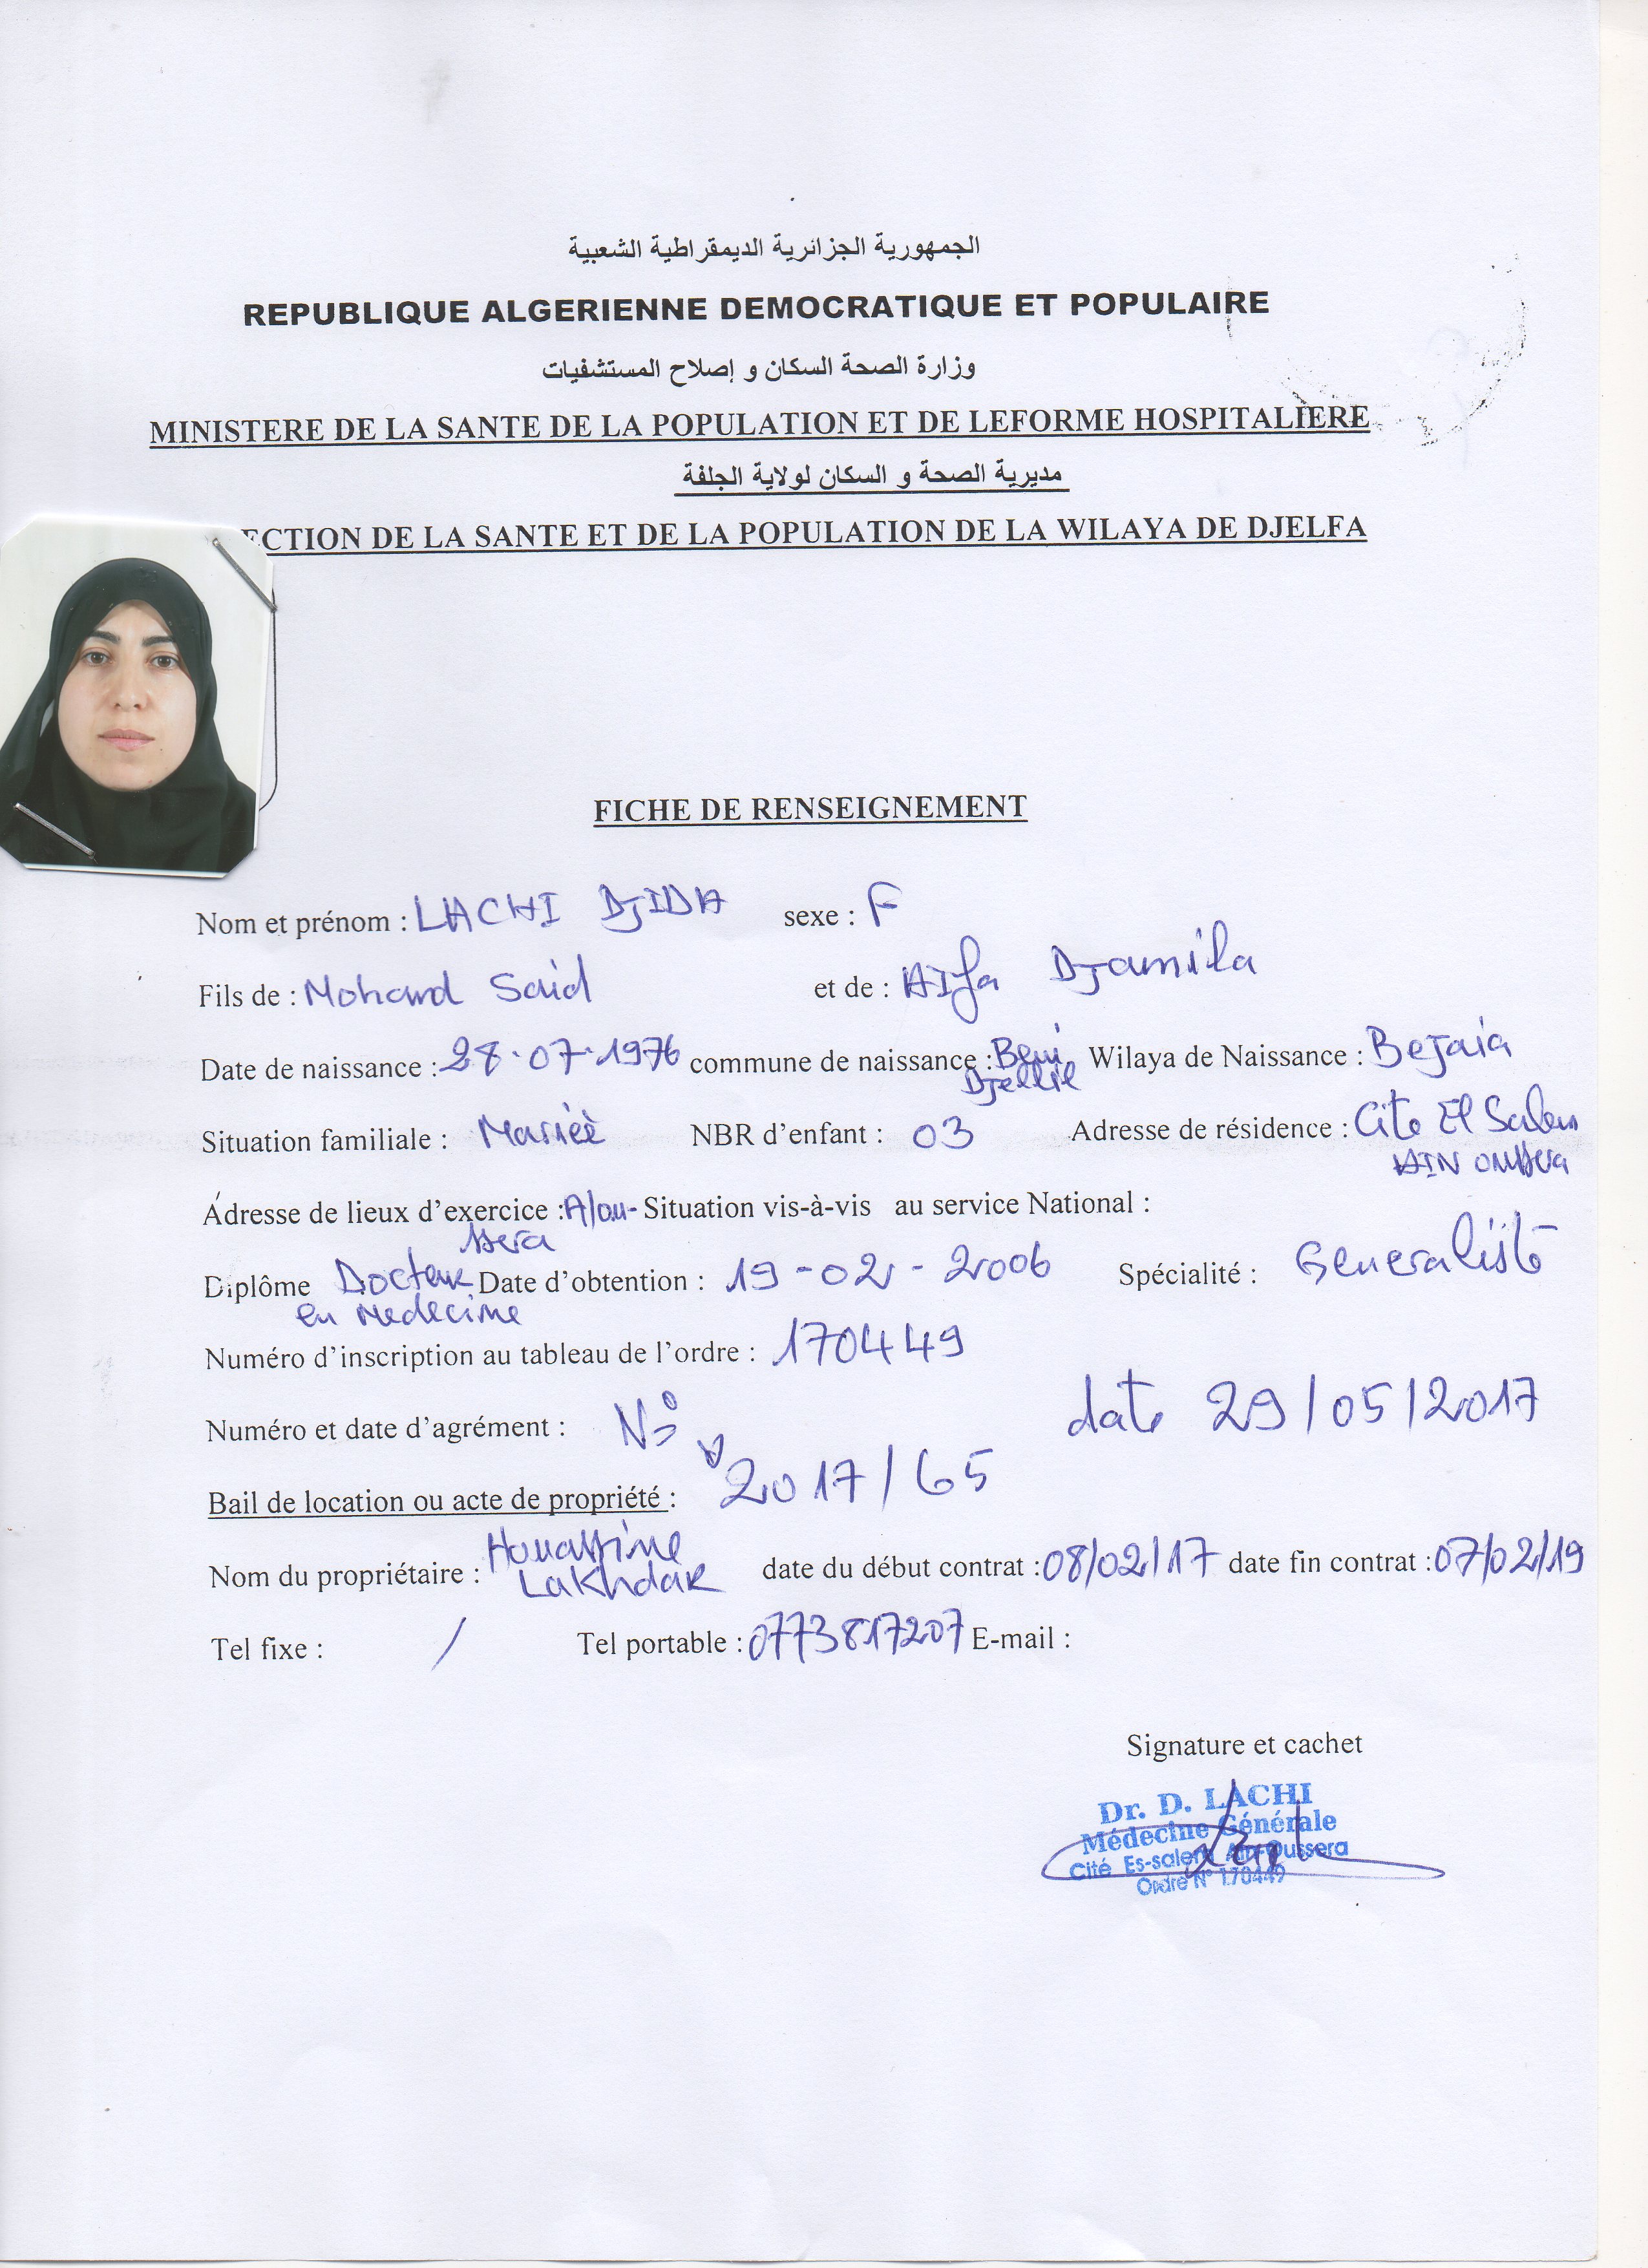 الجمهورية الجزائرية الديمقراطية الشعبية
REPUBLIQUE ALGERIENNE DEMOCRATIQUE ET POPULAIRE
وزارة الصحة السكان و إصلاح المستشفيات
MINISTERE DE LA SANTE DE LA POPULATION ET DE LEFORME HOSPITALIERE
مديرية الصحة و السكان لولاية الجلفة
ECTION DE LA SANTE ET DE LA POPULATION DE LA WILAYA DE DJELFA
FICHE DE RENSEIGNEMENT
Nom et prénom : LACHI DJIDA sexe : F
Fils de : Mohand Said et de : Djamila
Date de naissance : 28.07.1976 commune de naissance : Beni Djellil Wilaya de Naissance : Bejaia
Situation familiale : Mariée NBR d'enfant : 03 Adresse de résidence : Cite El Salem
AIN oussera
Adresse de lieux d'exercice : A/ou- Situation vis-à-vis au service National :
ssera
Diplôme Docteur Date d'obtention : 19-02-2006 Spécialité : Generaliste
en Medecine
Numéro d'inscription au tableau de l'ordre : 170449
Numéro et date d'agrément : N° date 29/05/2017
Bail de location ou acte de propriété : 2017/65
Nom du propriétaire : Lakhdar date du début contrat : 08/02/17 date fin contrat : 07/02/19
Tel fixe : / Tel portable : 0773817207 E-mail :
Signature et cachet
Dr. D. LACHI
Médecine Générale
Cité Es-salem Ain-Oussera
Ordre N° 170449